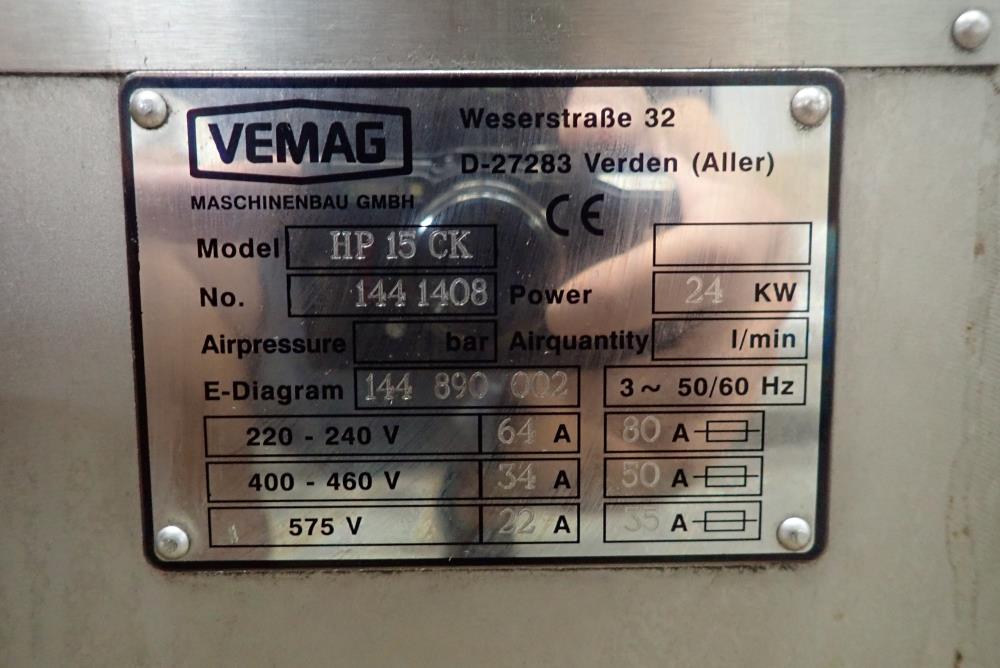 VEMAG
MASCHINENBAU GMBH
Weserstraße 32
D-27283 Verden (Aller)
CE
Model HP 15 CK
No. 144 1408 Power 24 KW
Airpressure bar Airquantity l/min
E-Diagram 144 890 002 3 ~ 50/60 Hz
220 - 240 V 64 A 80 A
400 - 460 V 34 A 50 A
575 V 22 A 35 A